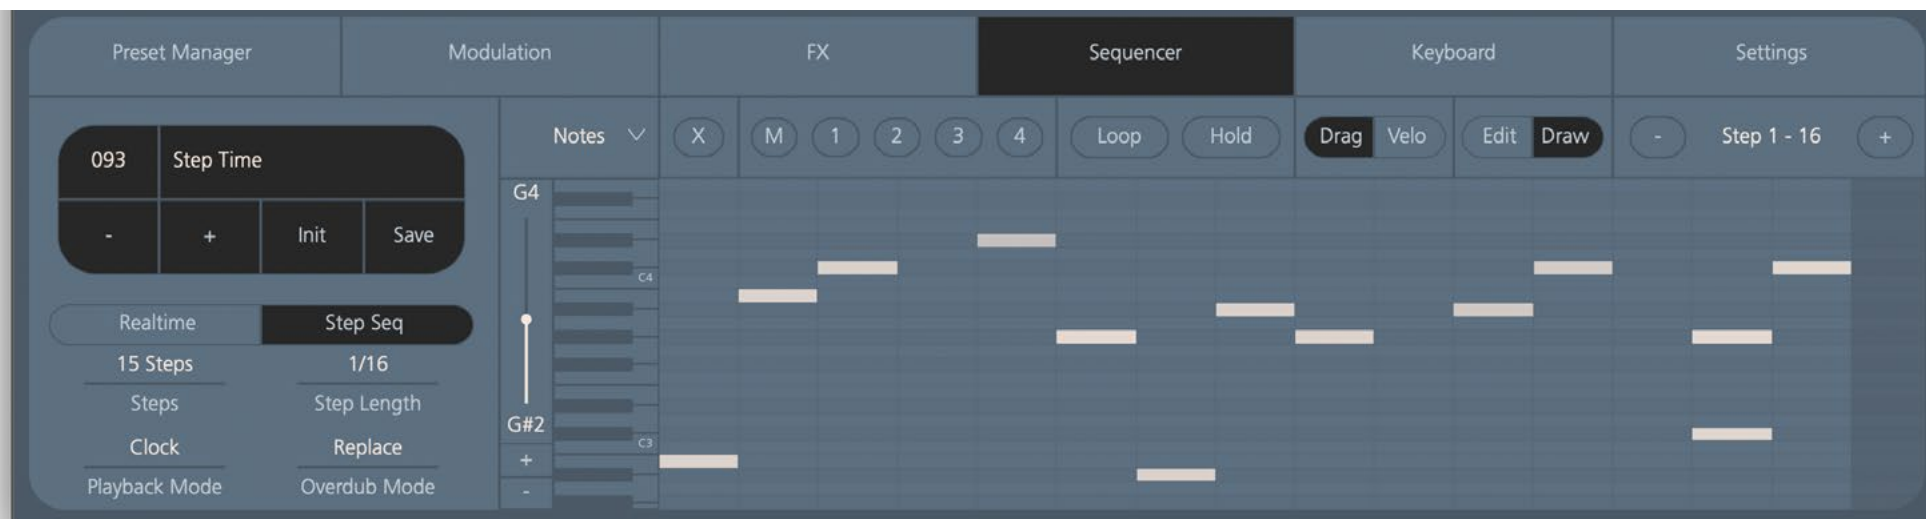 Preset Manager
Modulation
FX
Sequencer
Keyboard
Settings
093
Step Time
-
+
Init
Save
Realtime
Step Seq
15 Steps
1/16
Steps
Step Length
Clock
Replace
Playback Mode
Overdub Mode
Notes
X
M
1
2
3
4
Loop
Hold
Drag
Velo
Edit
Draw
-
Step 1 - 16
+
G4
C4
G#2
C3
+
-